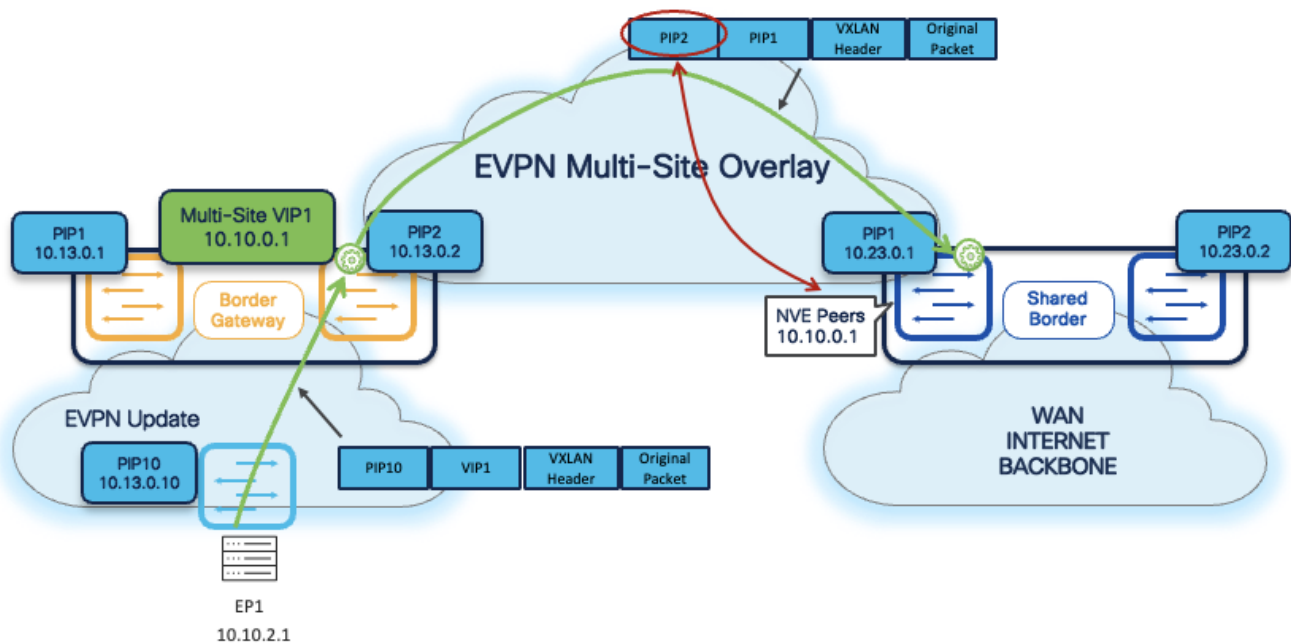 PIP2
PIP1
VXLAN
Header
Original
Packet
EVPN Multi-Site Overlay
PIP1
10.13.0.1
Multi-Site VIP1
10.10.0.1
PIP2
10.13.0.2
PIP1
10.23.0.1
PIP2
10.23.0.2
Border
Gateway
NVE Peers
10.10.0.1
Shared
Border
EVPN Update
PIP10
10.13.0.10
PIP10
VIP1
VXLAN
Header
Original
Packet
WAN
INTERNET
BACKBONE
EP1
10.10.2.1